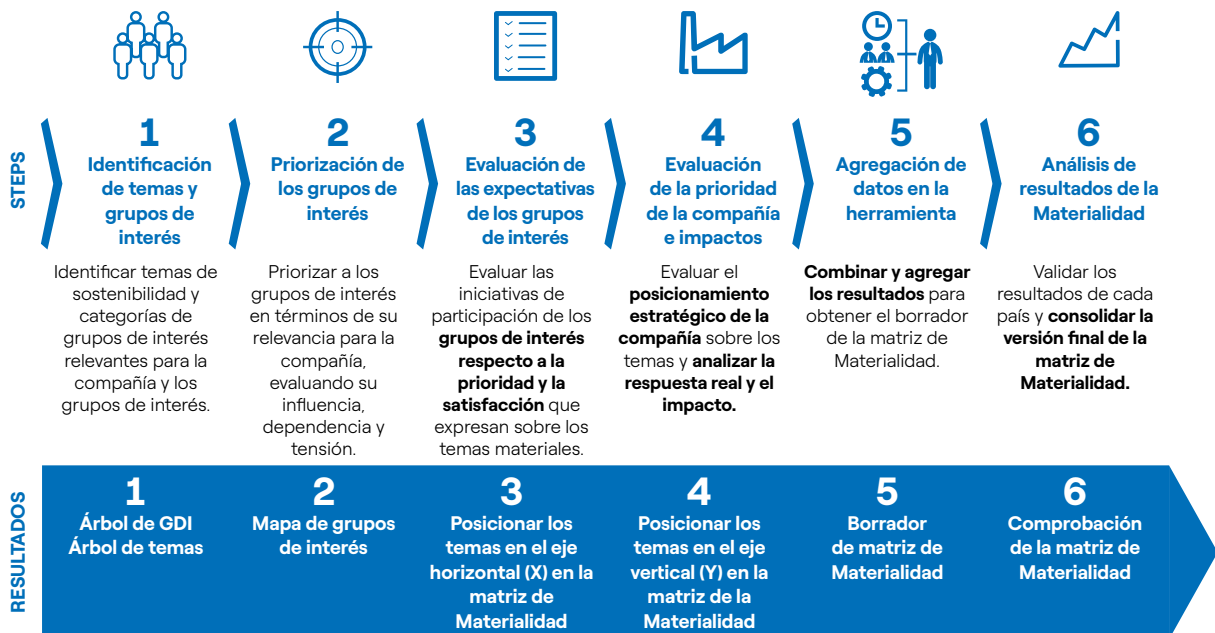 STEPS
1
Identificación
de temas y
grupos de
interés
Identificar temas de
sostenibilidad y
categorías de
grupos de interés
relevantes para la
compañía y los
grupos de interés.
2
Priorización de
los grupos de
interés
Priorizar a los
grupos de interés
en términos de su
relevancia para la
compañía,
evaluando su
influencia,
dependencia y
tensión.
3
Evaluación de
las expectativas
de los grupos
de interés
Evaluar las
iniciativas de
participación de los
grupos de interés
respecto a la
prioridad y la
satisfacción que
expresan sobre los
temas materiales.
4
Evaluación
de la prioridad
de la compañía
e impactos
Evaluar el
posicionamiento
estratégico de la
compañía sobre los
temas y analizar la
respuesta real y el
impacto.
5
Agregación de
datos en la
herramienta
Combinar y agregar
los resultados para
obtener el borrador
de la matriz de
Materialidad.
6
Análisis de
resultados de la
Materialidad
Validar los
resultados de cada
país y consolidar la
versión final de la
matriz de
Materialidad.
RESULTADOS
1
Árbol de GDI
Árbol de temas
2
Mapa de grupos
de interés
3
Posicionar los
temas en el eje
horizontal (X) en la
matriz de
Materialidad
4
Posicionar los
temas en el eje
vertical (Y) en la
matriz de la
Materialidad
5
Borrador
de matriz de
Materialidad
6
Comprobación
de la matriz de
Materialidad